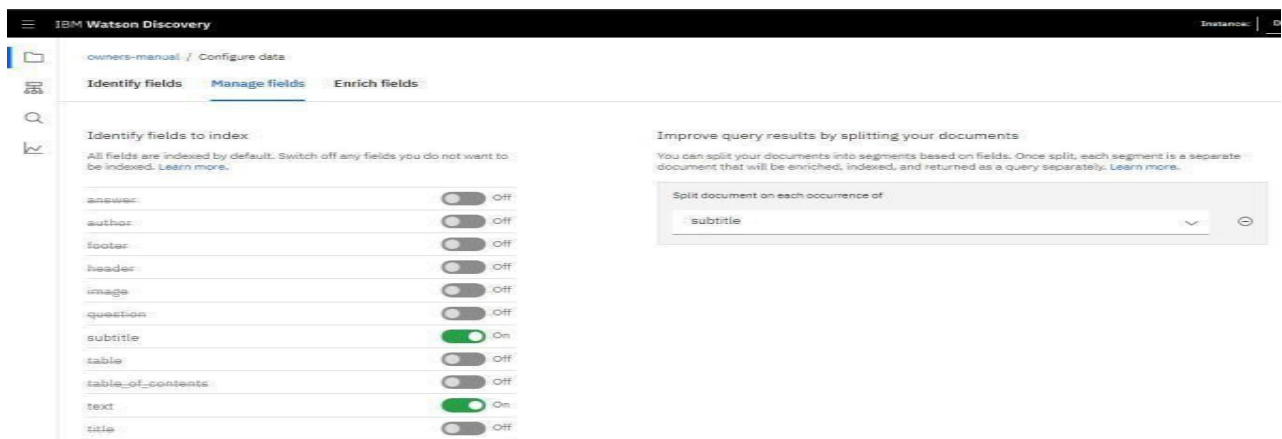 IBM Watson Discovery
Instance: D
owners-manual / Configure data
Identify fields Manage fields Enrich fields
Identify fields to index
All fields are indexed by default. Switch off any fields you do not want to
be indexed. Learn more.
answer Off
author Off
footer Off
header Off
image Off
question Off
subtitle On
table Off
table_of_contents Off
text On
title Off
Improve query results by splitting your documents
You can split your documents into segments based on fields. Once split, each segment is a separate
document that will be enriched, indexed, and returned as a query separately. Learn more.
Split document on each occurrence of
subtitle